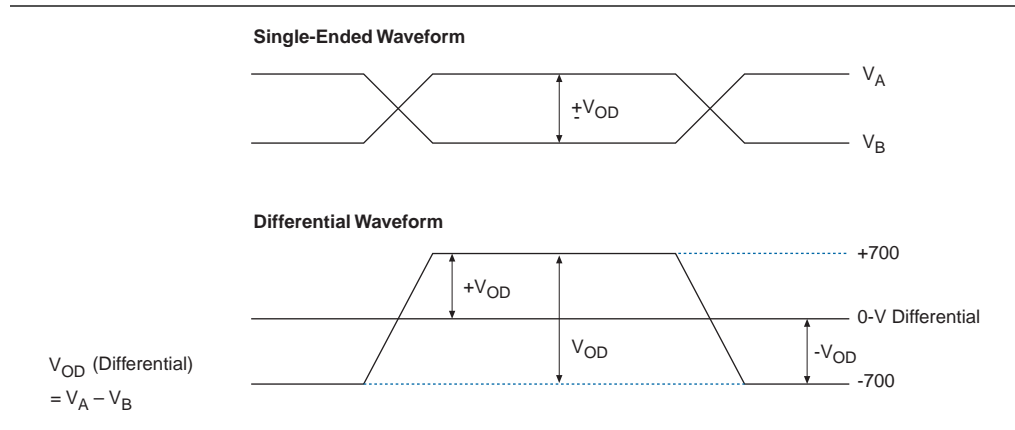 Single-Ended Waveform
V_A
±V_OD
V_B
Differential Waveform
+700
+V_OD
0-V Differential
V_OD
-V_OD
V_OD (Differential)
-700
= V_A – V_B